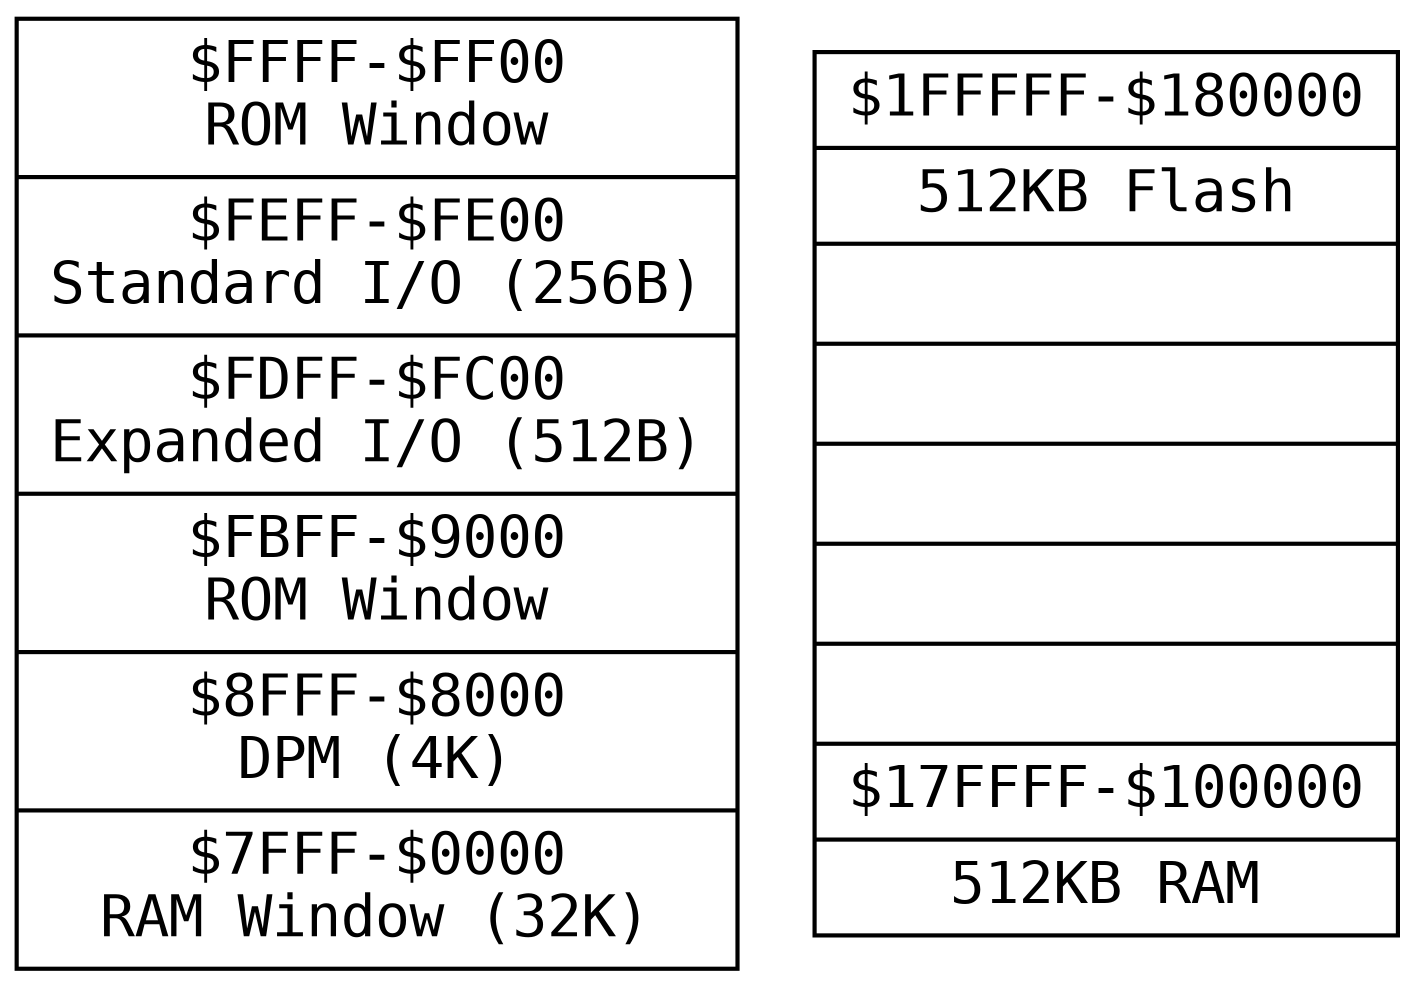 $FFFF-$FF00
ROM Window
$FEFF-$FE00
Standard I/O (256B)
$FDFF-$FC00
Expanded I/O (512B)
$FBFF-$9000
ROM Window
$8FFF-$8000
DPM (4K)
$7FFF-$0000
RAM Window (32K)
$1FFFFF-$180000
512KB Flash
$17FFFF-$100000
512KB RAM